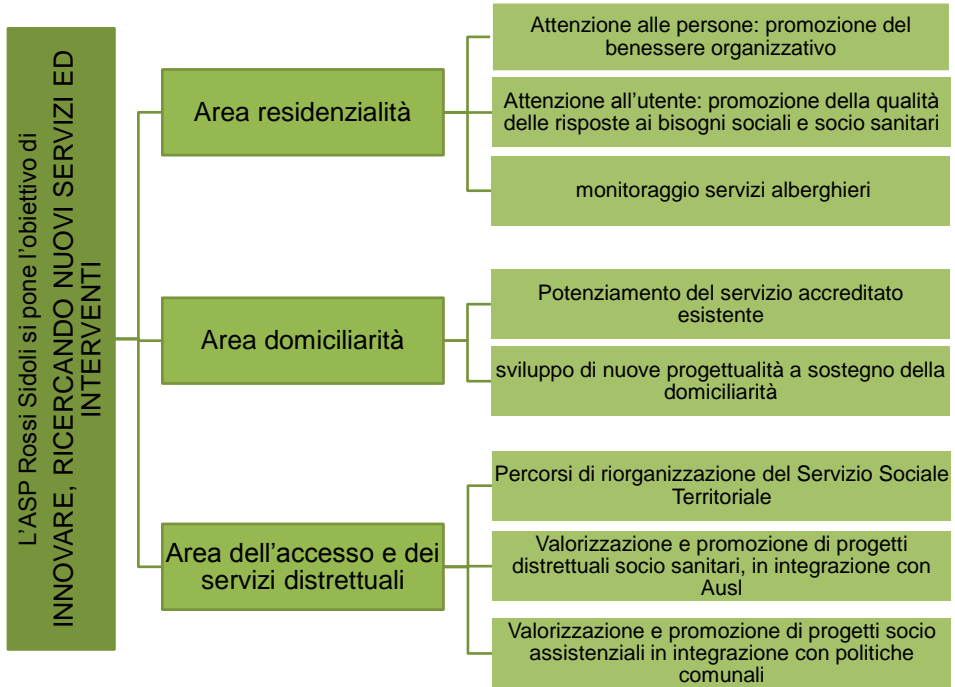 L'ASP Rossi Sidoli si pone l'obiettivo di
INNOVARE, RICERCANDO NUOVI SERVIZI ED
INTERVENTI
Area residenzialità
Attenzione alle persone: promozione del
benessere organizzativo
Attenzione all'utente: promozione della qualità
delle risposte ai bisogni sociali e socio sanitari
monitoraggio servizi alberghieri
Area domiciliarità
Potenziamento del servizio accreditato
esistente
sviluppo di nuove progettualità a sostegno della
domiciliarità
Area dell'accesso e dei
servizi distrettuali
Percorsi di riorganizzazione del Servizio Sociale
Territoriale
Valorizzazione e promozione di progetti
distrettuali socio sanitari, in integrazione con
Ausl
Valorizzazione e promozione di progetti socio
assistenziali in integrazione con politiche
comunali